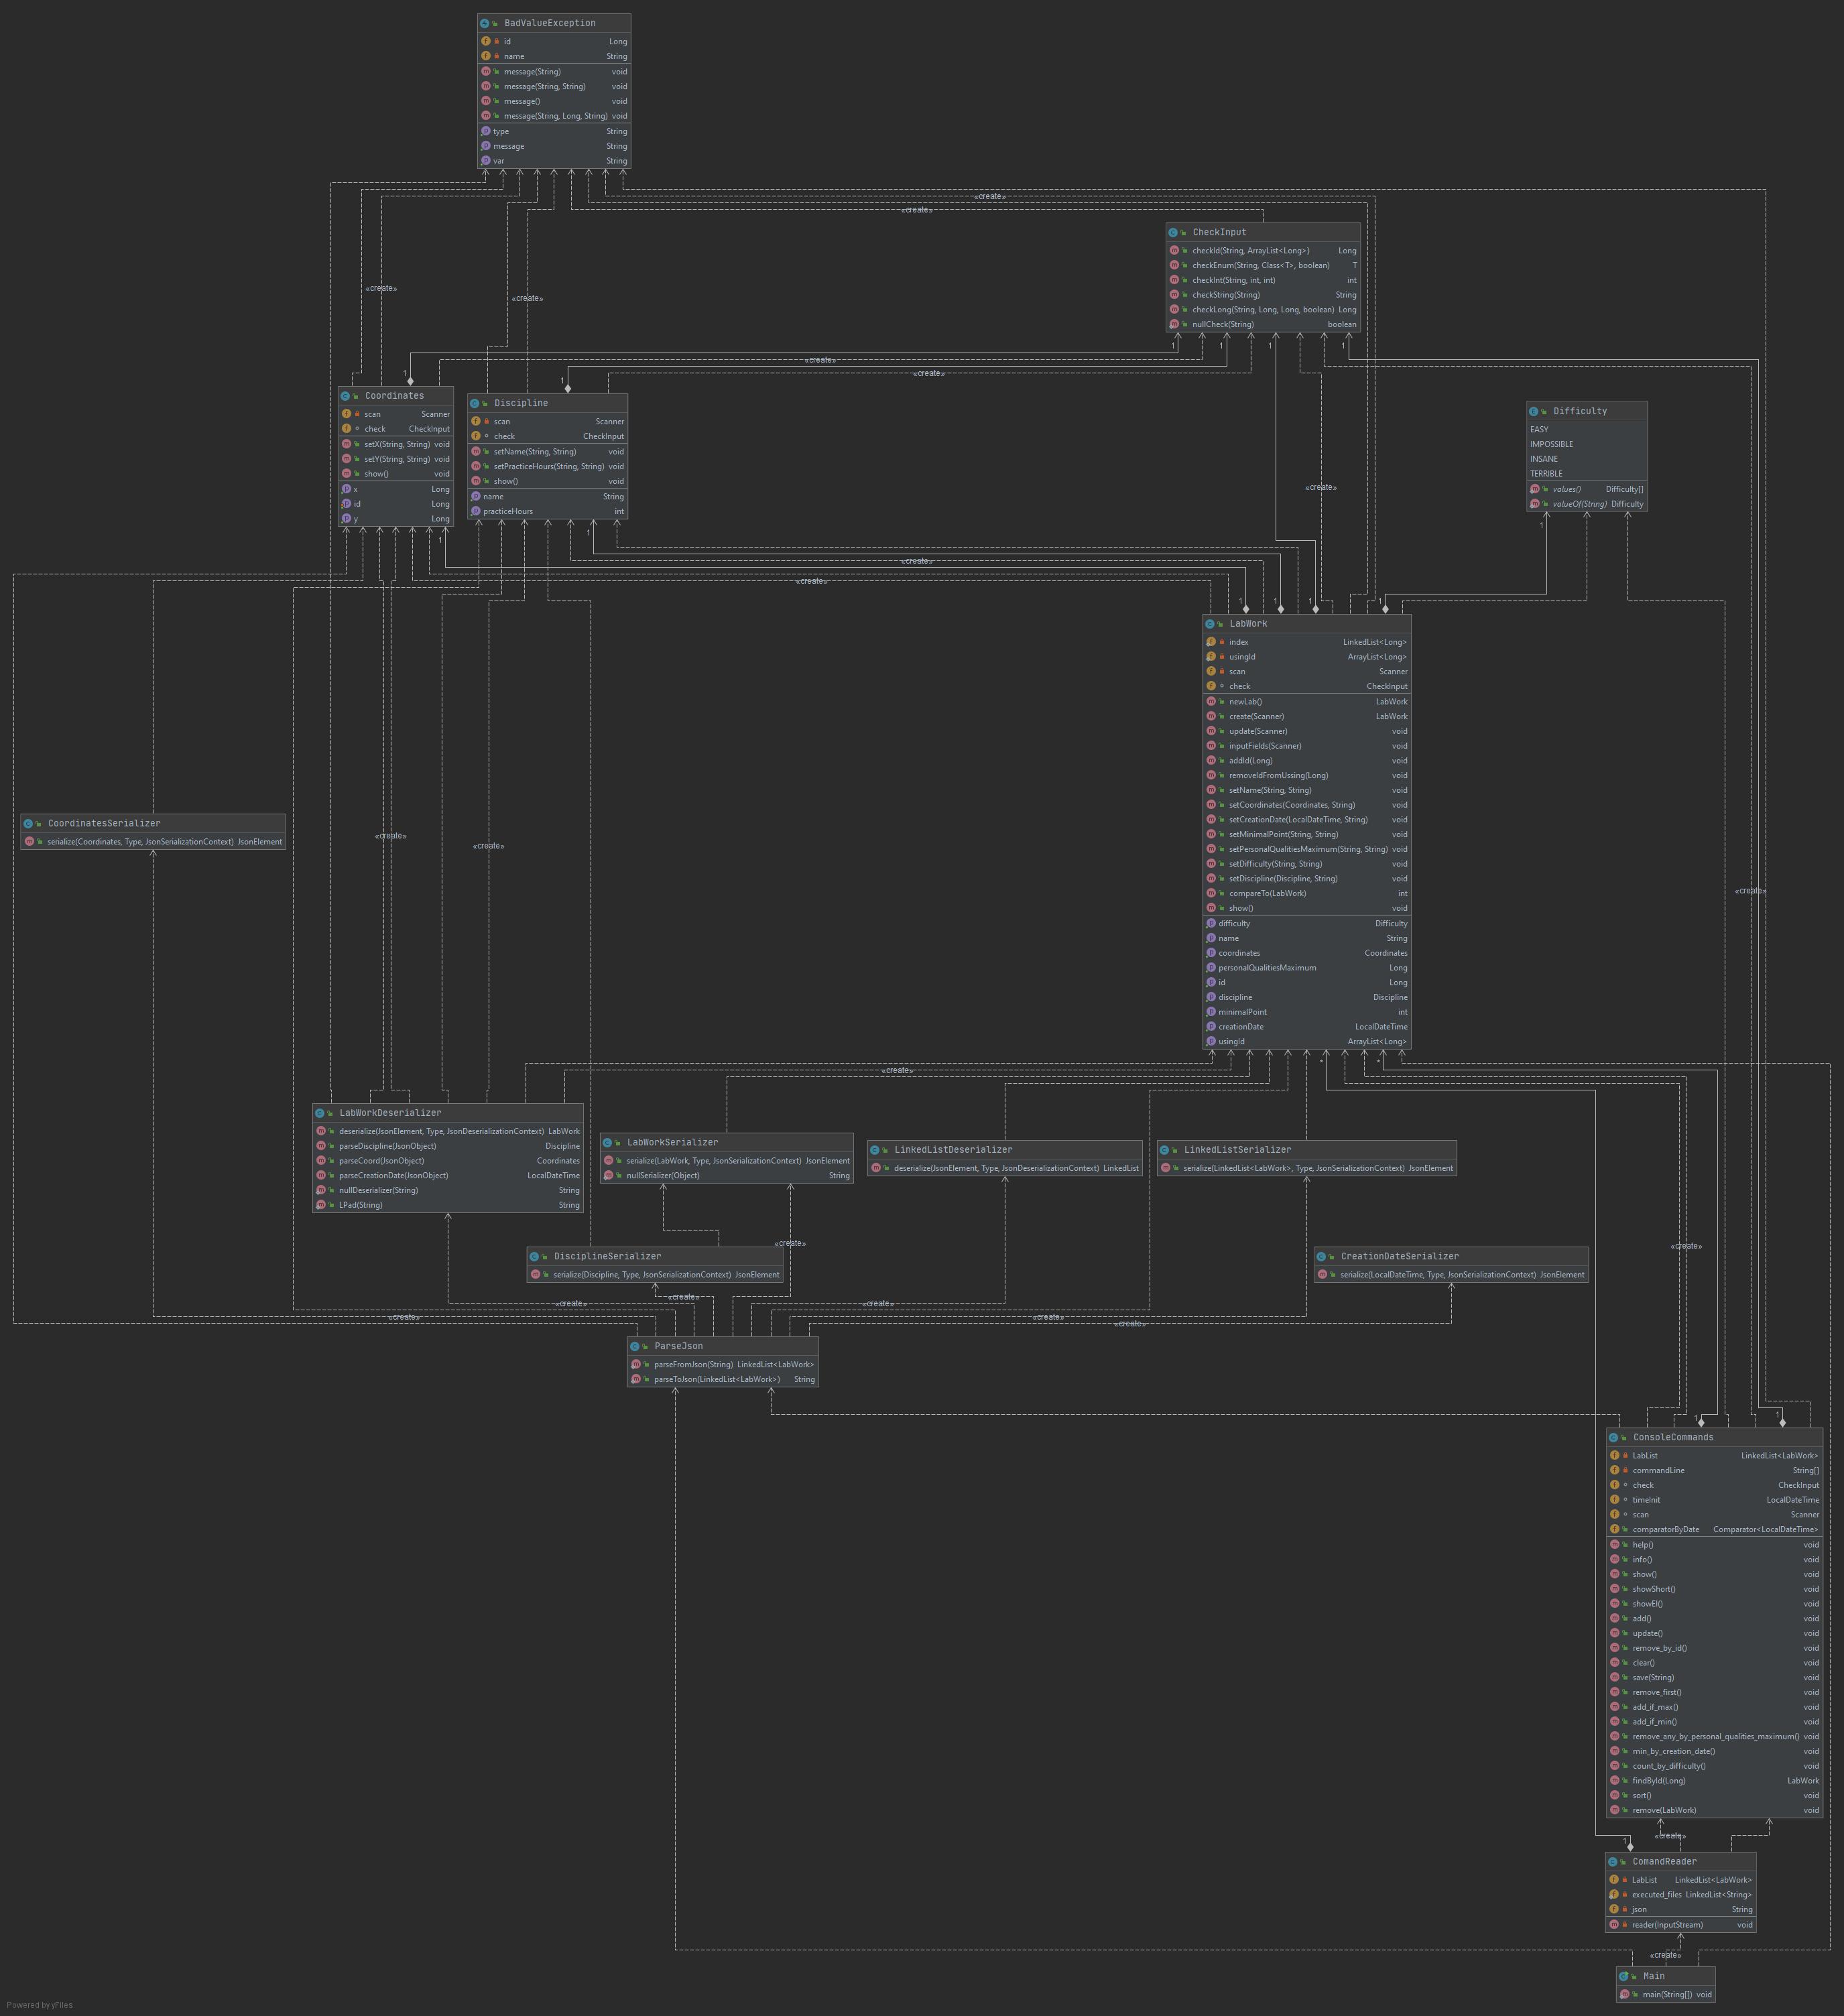 BadValueException
id Long
name String
message(String) void
message(String, String) void
message() void
message(String, Long, String) void
type String
message String
var String
«create»
«create»
CheckInput
checkId(String, ArrayList<Long>) Long
checkEnum(String, Class<T>, boolean) T
checkInt(String, int, int) int
checkString(String) String
checkLong(String, Long, Long, boolean) Long
nullCheck(String) boolean
«create»
«create»
1 1 1 1
«create»
1 1 «create»
Coordinates
scan Scanner
check CheckInput
setX(String, String) void
setY(String, String) void
show() void
x Long
id Long
y Long
Discipline
scan Scanner
check CheckInput
setName(String, String) void
setPracticeHours(String, String) void
show() void
name String
practiceHours int
Difficulty
EASY
IMPOSSIBLE
INSANE
TERRIBLE
values() Difficulty[]
valueOf(String) Difficulty
«create»
1 1 1
«create»
«create»
1 1 1 1
LabWork
index LinkedList<Long>
usingId ArrayList<Long>
scan Scanner
check CheckInput
newLab() LabWork
create(Scanner) LabWork
update(Scanner) void
inputFields(Scanner) void
addId(Long) void
removeIdFromUssing(Long) void
setName(String, String) void
setCoordinates(Coordinates, String) void
setCreationDate(LocalDateTime, String) void
setMinimalPoint(String, String) void
setPersonalQualitiesMaximum(String, String) void
setDifficulty(String, String) void
setDiscipline(Discipline, String) void
compareTo(LabWork) int
show() void
difficulty Difficulty
name String
coordinates Coordinates
personalQualitiesMaximum Long
id Long
discipline Discipline
minimalPoint int
creationDate LocalDateTime
usingId ArrayList<Long>
CoordinatesSerializer
serialize(Coordinates, Type, JsonSerializationContext) JsonElement
«create»
«create»
«create»
* *
«create»
LabWorkDeserializer
deserialize(JsonElement, Type, JsonDeserializationContext) LabWork
parseDiscipline(JsonObject) Discipline
parseCoord(JsonObject) Coordinates
parseCreationDate(JsonObject) LocalDateTime
nullDeserializer(String) String
LPad(String) String
LabWorkSerializer
serialize(LabWork, Type, JsonSerializationContext) JsonElement
nullSerializer(Object) String
LinkedListDeserializer
deserialize(JsonElement, Type, JsonDeserializationContext) LinkedList
LinkedListSerializer
serialize(LinkedList<LabWork>, Type, JsonSerializationContext) JsonElement
«create»
«create»
DisciplineSerializer
serialize(Discipline, Type, JsonSerializationContext) JsonElement
CreationDateSerializer
serialize(LocalDateTime, Type, JsonSerializationContext) JsonElement
«create»
«create» «create»
«create» «create»
«create»
ParseJson
parseFromJson(String) LinkedList<LabWork>
parseToJson(LinkedList<LabWork>) String
1 1
ConsoleCommands
LabList LinkedList<LabWork>
commandLine String[]
check CheckInput
timeInit LocalDateTime
scan Scanner
comparatorByDate Comparator<LocalDateTime>
help() void
info() void
show() void
showShort() void
showEl() void
add() void
update() void
remove_by_id() void
clear() void
save(String) void
remove_first() void
add_if_max() void
add_if_min() void
remove_any_by_personal_qualities_maximum() void
min_by_creation_date() void
count_by_difficulty() void
findById(Long) LabWork
sort() void
remove(LabWork) void
«create»
1
ComandReader
LabList LinkedList<LabWork>
executed_files LinkedList<String>
json String
reader(InputStream) void
«create»
Main
main(String[]) void
Powered by yFiles